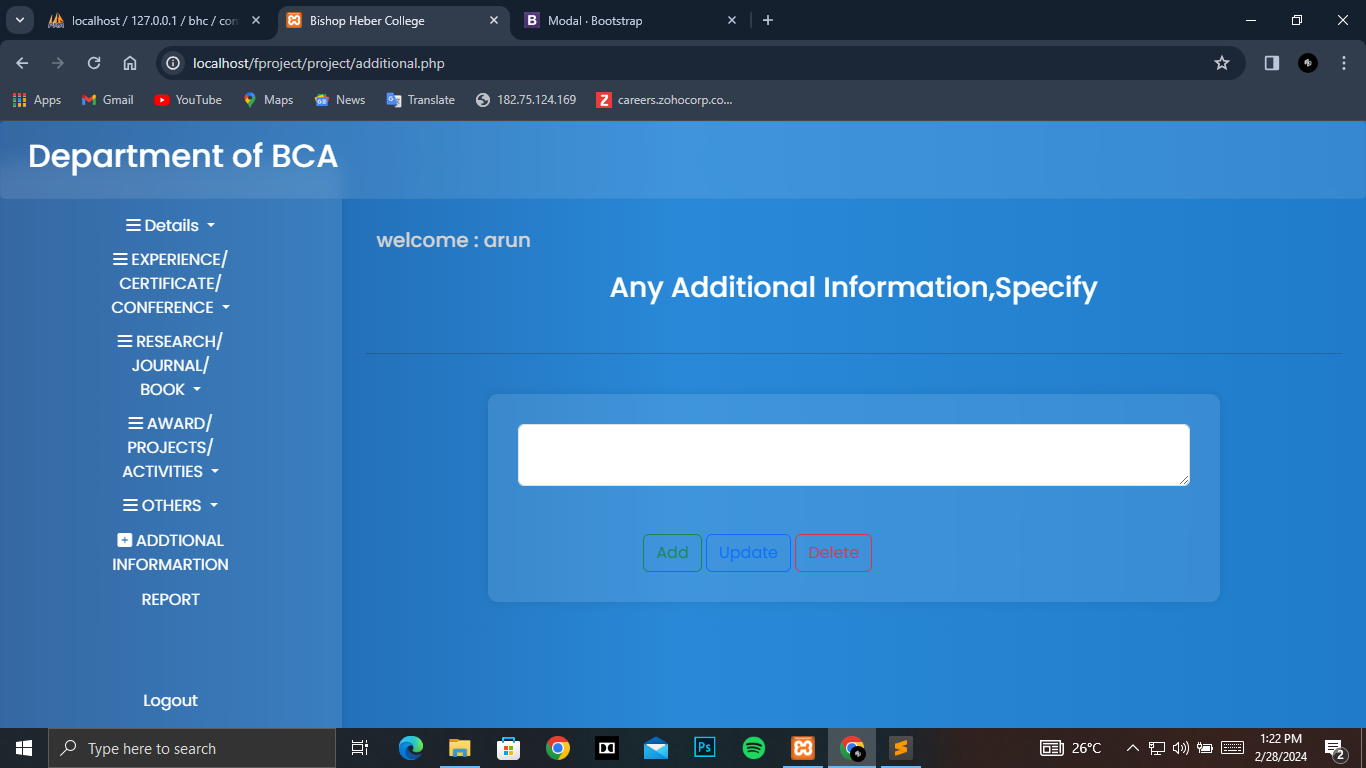 localhost / 127.0.0.1 / bhc / con
Bishop Heber College
Modal · Bootstrap
localhost/fproject/project/additional.php
Apps
Gmail
YouTube
Maps
News
Translate
182.75.124.169
careers.zohocorp.co...
Department of BCA
Details
EXPERIENCE/
CERTIFICATE/
CONFERENCE
RESEARCH/
JOURNAL/
BOOK
AWARD/
PROJECTS/
ACTIVITIES
OTHERS
ADDTIONAL
INFORMARTION
REPORT
Logout
welcome : arun
Any Additional Information,Specify
Add Update Delete
Type here to search
Ps
26°C
1:22 PM
2/28/2024
2